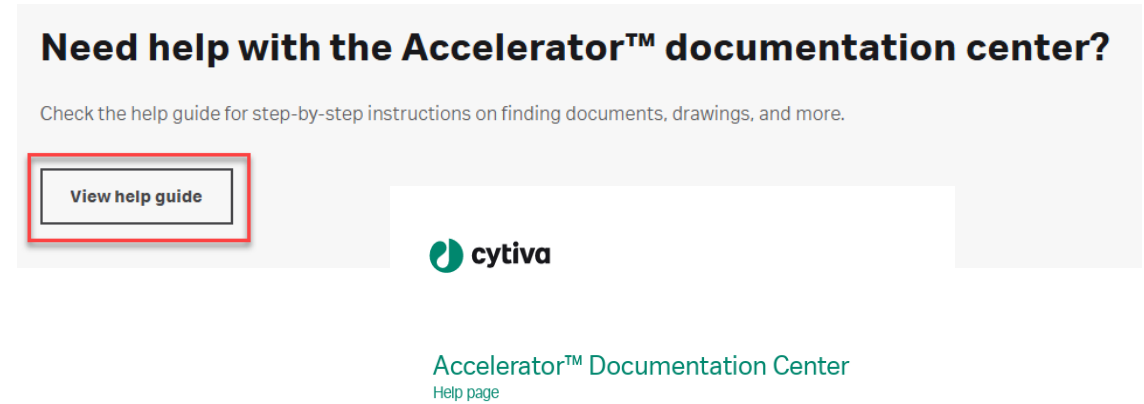 Need help with the Accelerator™ documentation center?
Check the help guide for step-by-step instructions on finding documents, drawings, and more.
View help guide
cytiva
Accelerator™ Documentation Center
Help page